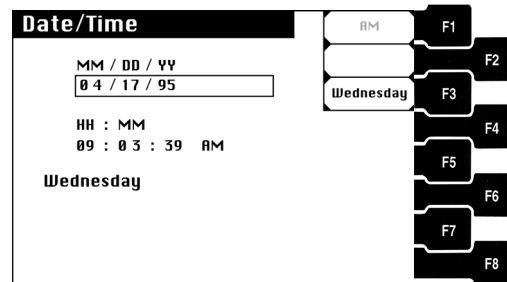 Date/Time
AM
F1
F2
MM / DD / YY
04 / 17 / 95
Wednesday
F3
HH : MM
F4
09 : 03 : 39 AM
F5
Wednesday
F6
F7
F8